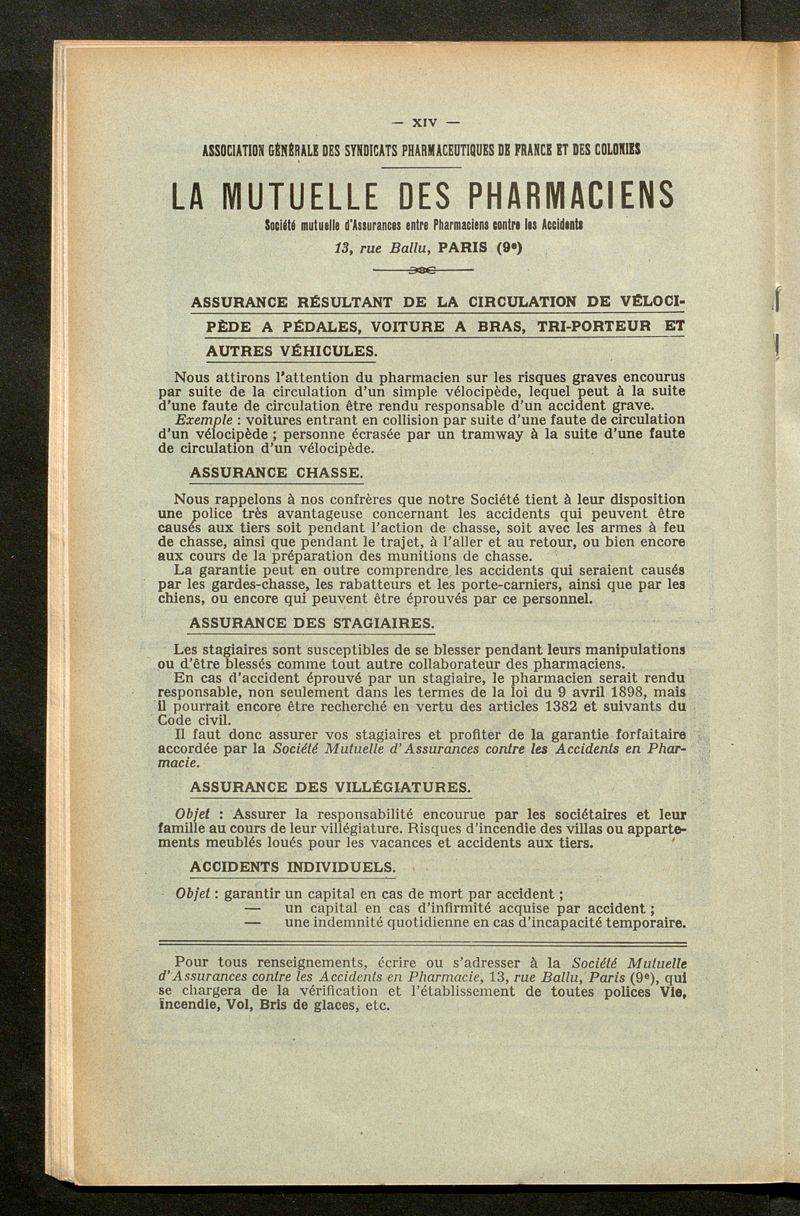 — XIV —
ASSOCIATION GÉNÉRALE DES SYNDICATS PHARMACEUTIQUES DE FRANCE ET DES COLONIES
LA MUTUELLE DES PHARMACIENS
Société mutuelle d'Assurances entre Pharmaciens contre les Accidents
13, rue Ballu, PARIS (9e)
ASSURANCE RÉSULTANT DE LA CIRCULATION DE VÉLOCI-
PÈDE A PÉDALES, VOITURE A BRAS, TRI-PORTEUR ET
AUTRES VÉHICULES.
Nous attirons l'attention du pharmacien sur les risques graves encourus
par suite de la circulation d'un simple vélocipède, lequel peut à la suite
d'une faute de circulation être rendu responsable d'un accident grave.
Exemple : voitures entrant en collision par suite d'une faute de circulation
d'un vélocipède ; personne écrasée par un tramway à la suite d'une faute
de circulation d'un vélocipède.
ASSURANCE CHASSE.
Nous rappelons à nos confrères que notre Société tient à leur disposition
une police très avantageuse concernant les accidents qui peuvent être
causés aux tiers soit pendant l'action de chasse, soit avec les armes à feu
de chasse, ainsi que pendant le trajet, à l'aller et au retour, ou bien encore
aux cours de la préparation des munitions de chasse.
La garantie peut en outre comprendre les accidents qui seraient causés
par les gardes-chasse, les rabatteurs et les porte-carniers, ainsi que par les
chiens, ou encore qui peuvent être éprouvés par ce personnel.
ASSURANCE DES STAGIAIRES.
Les stagiaires sont susceptibles de se blesser pendant leurs manipulations
ou d'être blessés comme tout autre collaborateur des pharmaciens.
En cas d'accident éprouvé par un stagiaire, le pharmacien serait rendu
responsable, non seulement dans les termes de la loi du 9 avril 1898, mais
il pourrait encore être recherché en vertu des articles 1382 et suivants du
Code civil.
Il faut donc assurer vos stagiaires et profiter de la garantie forfaitaire
accordée par la Société Mutuelle d'Assurances contre les Accidents en Phar-
macie.
ASSURANCE DES VILLÉGIATURES.
Objet : Assurer la responsabilité encourue par les sociétaires et leur
famille au cours de leur villégiature. Risques d'incendie des villas ou apparte-
ments meublés loués pour les vacances et accidents aux tiers.
ACCIDENTS INDIVIDUELS.
Objet : garantir un capital en cas de mort par accident ;
— un capital en cas d'infirmité acquise par accident ;
— une indemnité quotidienne en cas d'incapacité temporaire.
Pour tous renseignements, écrire ou s'adresser à la Société Mutuelle
d'Assurances contre les Accidents en Pharmacie, 13, rue Ballu, Paris (9e), qui
se chargera de la vérification et l'établissement de toutes polices Vie,
incendie, Vol, Bris de glaces, etc.